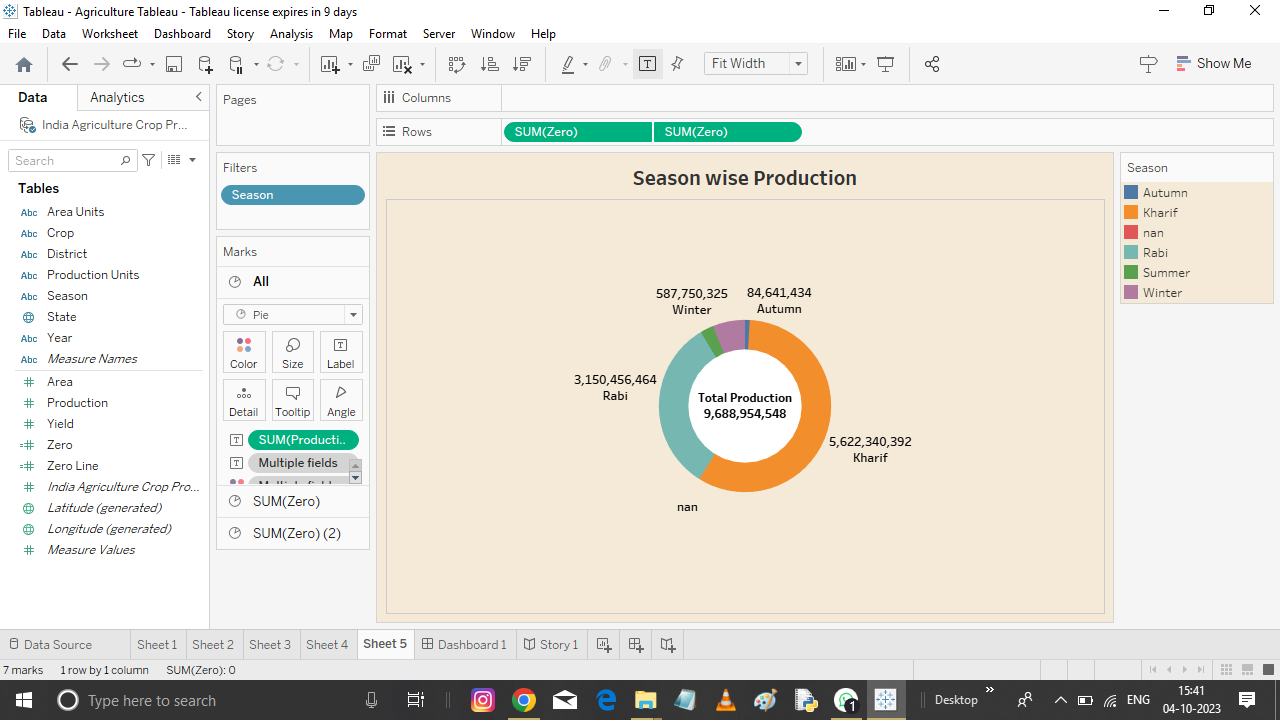 Tableau - Agriculture Tableau - Tableau license expires in 9 days
File Data Worksheet Dashboard Story Analysis Map Format Server Window Help
Fit Width
Show Me
Data Analytics
India Agriculture Crop Pr...
Search
Tables
Abc Area Units
Abc Crop
Abc District
Abc Production Units
Abc Season
State
Abc Year
Abc Measure Names
# Area
# Production
# Yield
=# Zero
=# Zero Line
# India Agriculture Crop Pro...
Latitude (generated)
Longitude (generated)
# Measure Values
Pages
Filters
Season
Marks
All
Pie
Color Size Label
Detail Tooltip Angle
SUM(Producti..
Multiple fields
SUM(Zero)
SUM(Zero) (2)
Columns
Rows SUM(Zero) SUM(Zero)
Season wise Production
587,750,325
Winter
84,641,434
Autumn
3,150,456,464
Rabi
Total Production
9,688,954,548
5,622,340,392
Kharif
nan
Season
Autumn
Kharif
nan
Rabi
Summer
Winter
Data Source Sheet 1 Sheet 2 Sheet 3 Sheet 4 Sheet 5 Dashboard 1 Story 1
7 marks 1 row by 1 column SUM(Zero): 0
Type here to search
1
Desktop
ENG
15:41
04-10-2023